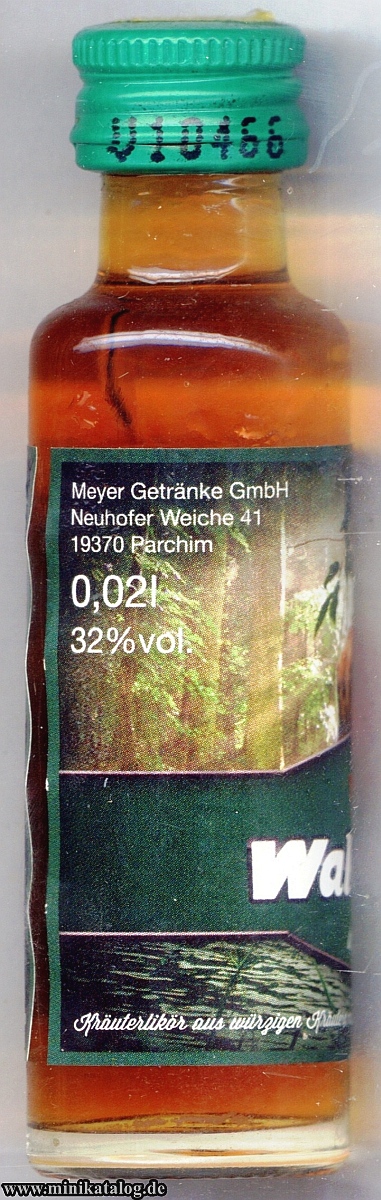 V10466
Meyer Getränke GmbH
Neuhofer Weiche 41
19370 Parchim
0,02l
32%vol.
Wal
Kräuterlikör aus würzigen Kräute
www.minikatalog.de